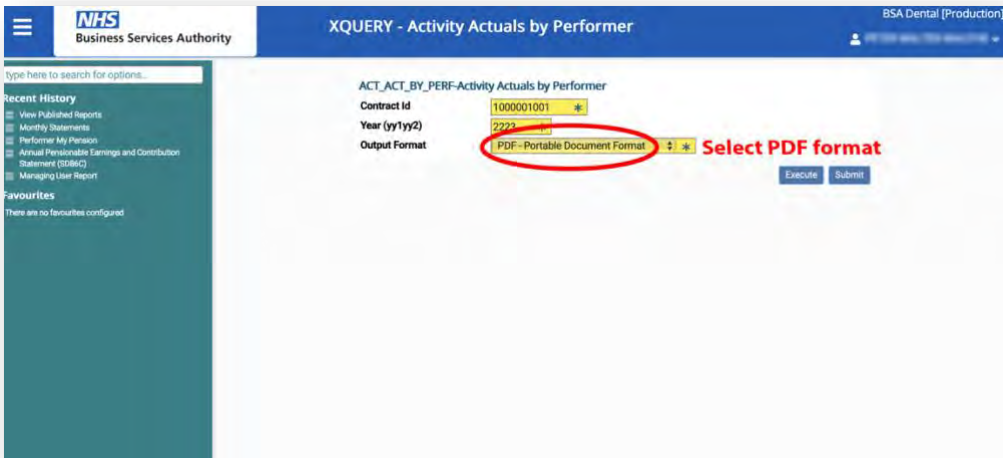 NHS
Business Services Authority
XQUERY - Activity Actuals by Performer
BSA Dental [Production]
type here to search for options..
Recent History
View Published Reports
Monthly Statements
Performer My Pension
Annual Pensionable Earnings and Contribution
Statement (SD86C)
Managing User Report
Favourites
There are no favourites configured
ACT_ACT_BY_PERF-Activity Actuals by Performer
Contract Id 1000001001 *
Year (yy1yy2) 2223 *
Output Format PDF - Portable Document Format * Select PDF format
Execute Submit